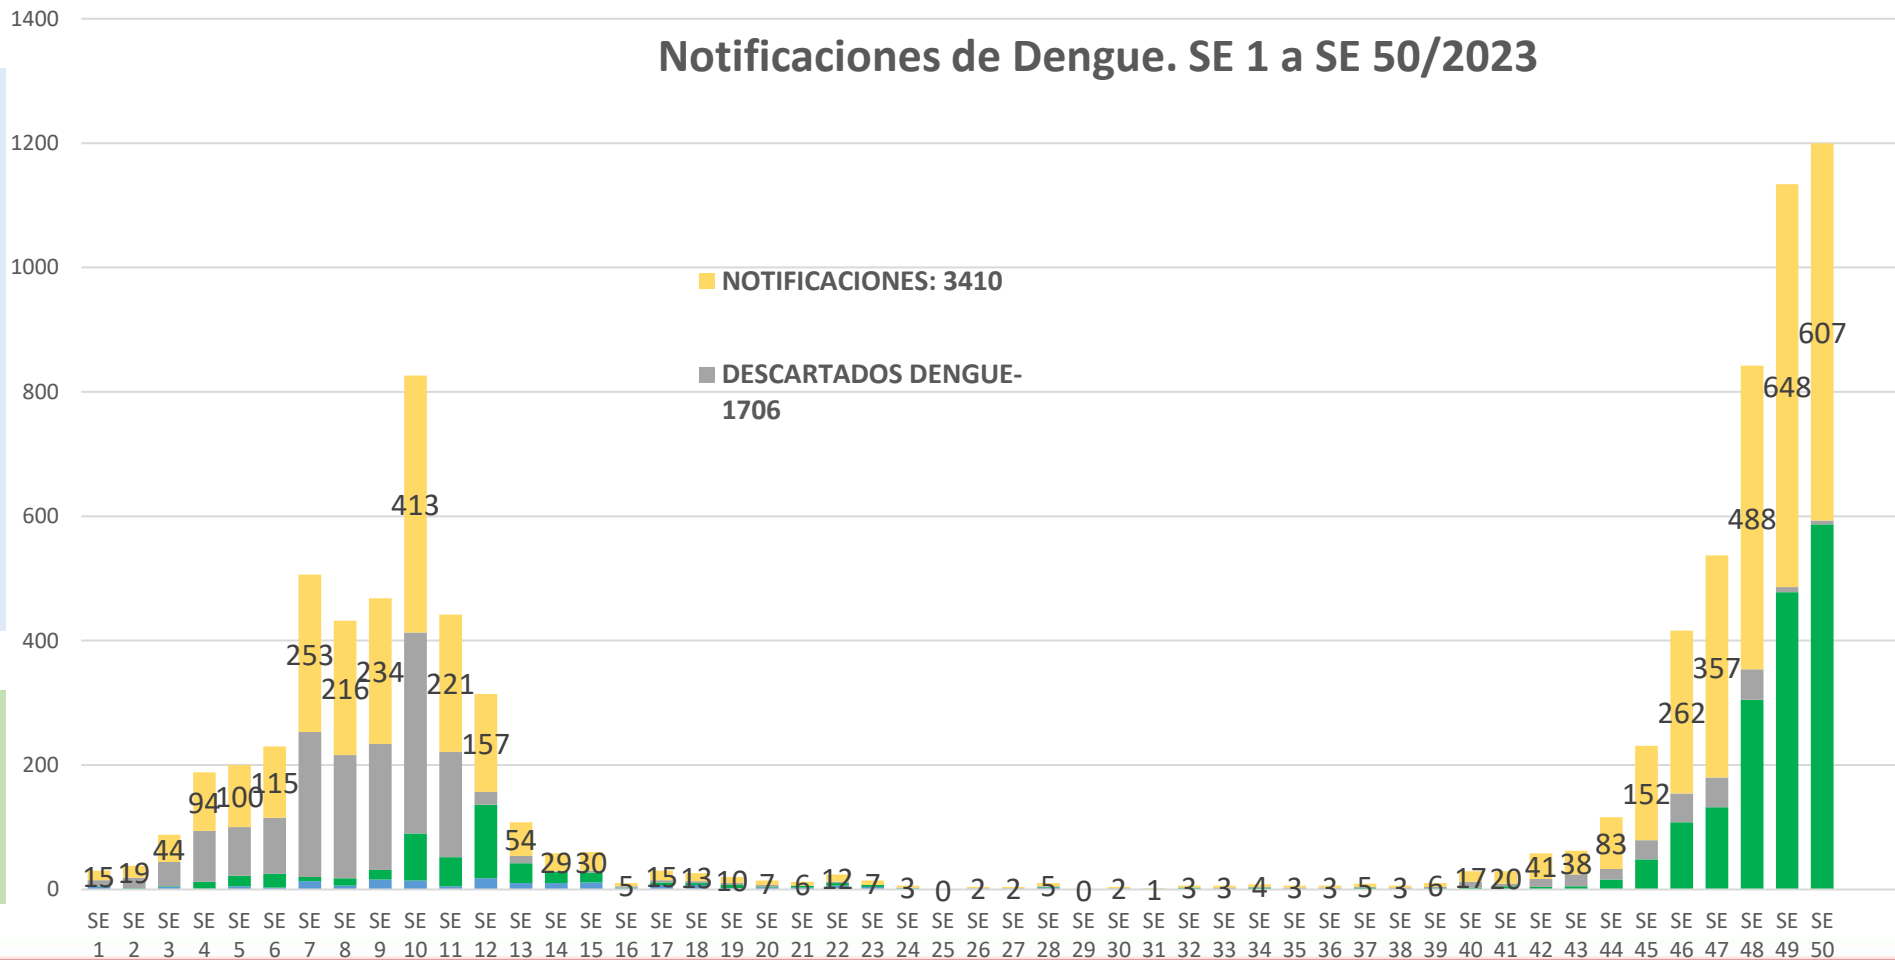 Notificaciones de Dengue. SE 1 a SE 50/2023
1400
1200
1000
800
600
400
200
0
NOTIFICACIONES: 3410
DESCARTADOS DENGUE-
1706
15 19 44 94 100 115 253 216 234 413 221 157 54 29 30 5 15 13 10 7 6 12 7 3 0 2 2 5 0 2 1 3 3 4 3 3 5 3 6 17 20 41 38 83 152 262 357 488 648 607
SE SE SE SE SE SE SE SE SE SE SE SE SE SE SE SE SE SE SE SE SE SE SE SE SE SE SE SE SE SE SE SE SE SE SE SE SE SE SE SE SE SE SE SE SE SE SE SE SE SE
1 2 3 4 5 6 7 8 9 10 11 12 13 14 15 16 17 18 19 20 21 22 23 24 25 26 27 28 29 30 31 32 33 34 35 36 37 38 39 40 41 42 43 44 45 46 47 48 49 50